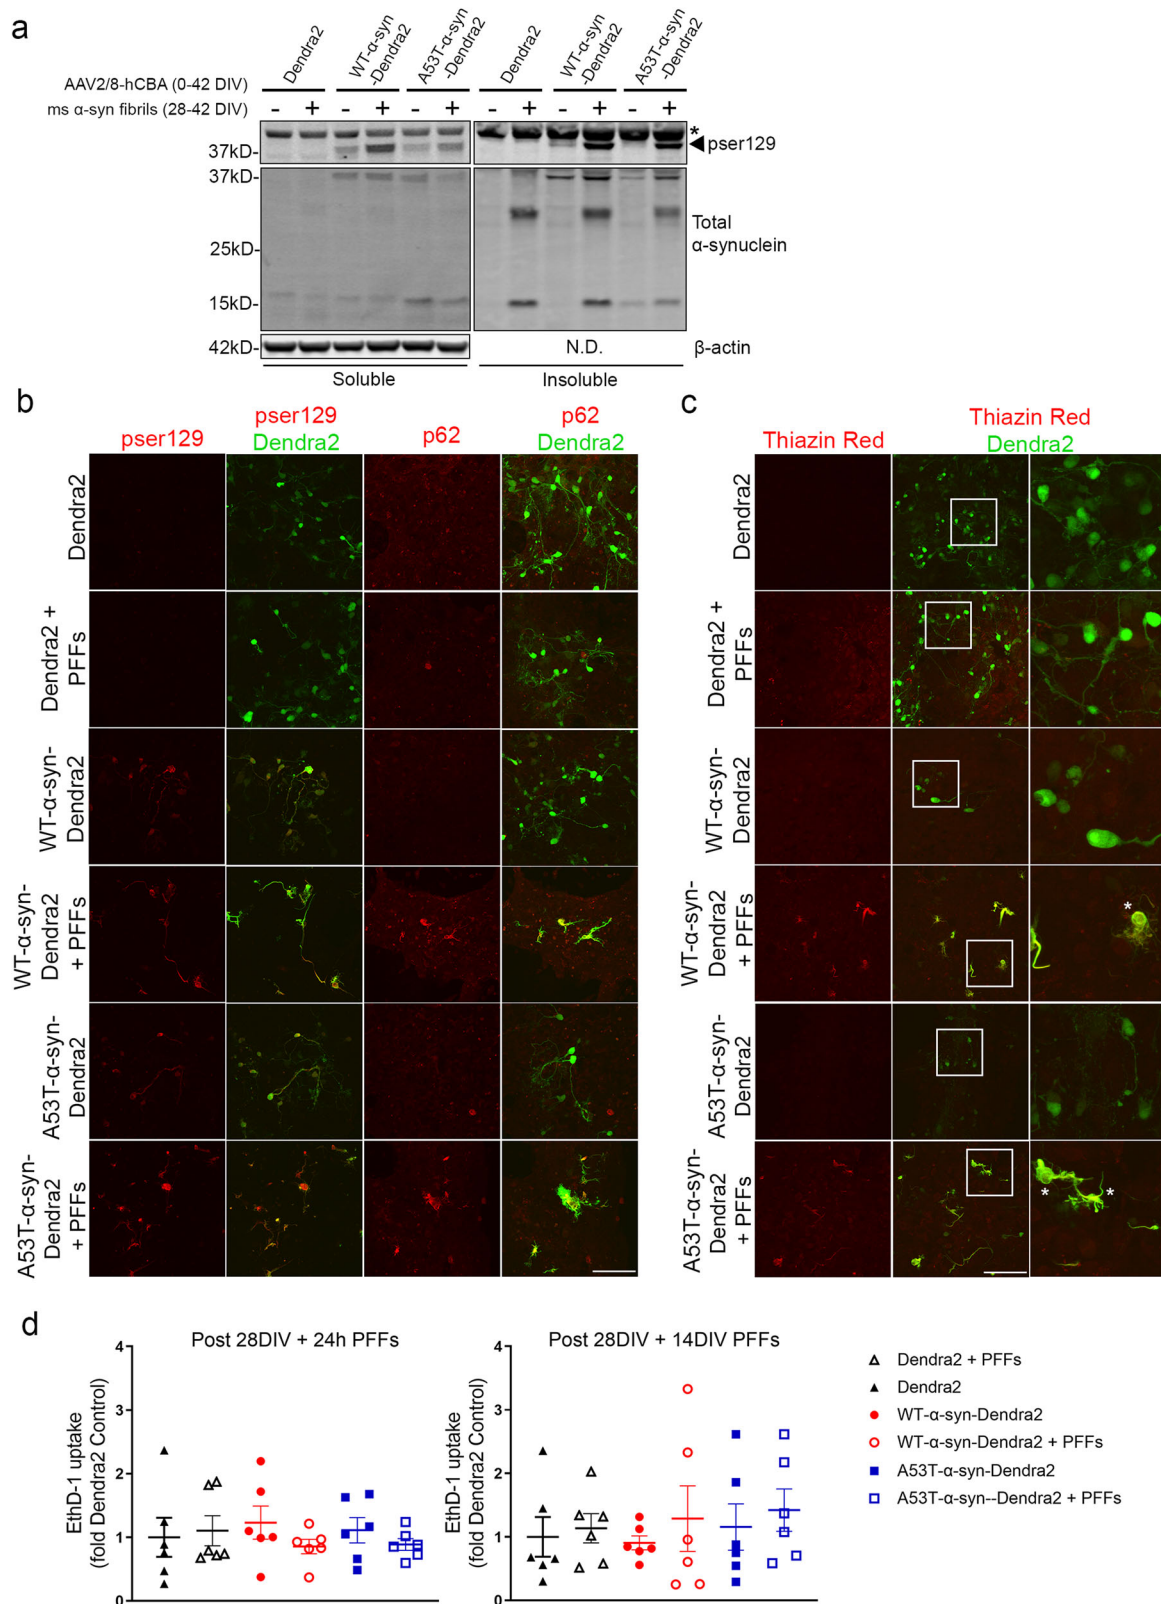 a
Dendra2
WT-α-syn
-Dendra2
A53T-α-syn
-Dendra2
Dendra2
WT-α-syn
-Dendra2
A53T-α-syn
-Dendra2
AAV2/8-hCBA (0-42 DIV)
ms α-syn fibrils (28-42 DIV)
- + - + - + - + - + - +
*
37kD-
pser129
37kD-
25kD-
15kD-
Total
α-synuclein
42kD-
N.D.
β-actin
Soluble
Insoluble
b
pser129
pser129
Dendra2
p62
p62
Dendra2
Dendra2
Dendra2 +
PFFs
WT-α-syn-
Dendra2
WT-α-syn-
Dendra2
+ PFFs
A53T-α-syn-
Dendra2
A53T-α-syn-
Dendra2
+ PFFs
c
Thiazin Red
Thiazin Red
Dendra2
Dendra2
Dendra2 +
PFFs
WT-α-syn-
Dendra2
WT-α-syn-
Dendra2
+ PFFs
*
A53T-α-syn-
Dendra2
A53T-α-syn-
Dendra2
+ PFFs
* *
d
Post 28DIV + 24h PFFs
EthD-1 uptake
(fold Dendra2 Control)
4
3
2
1
0
Post 28DIV + 14DIV PFFs
EthD-1 uptake
(fold Dendra2 Control)
4
3
2
1
0
Dendra2 + PFFs
Dendra2
WT-α-syn-Dendra2
WT-α-syn-Dendra2 + PFFs
A53T-α-syn-Dendra2
A53T-α-syn--Dendra2 + PFFs